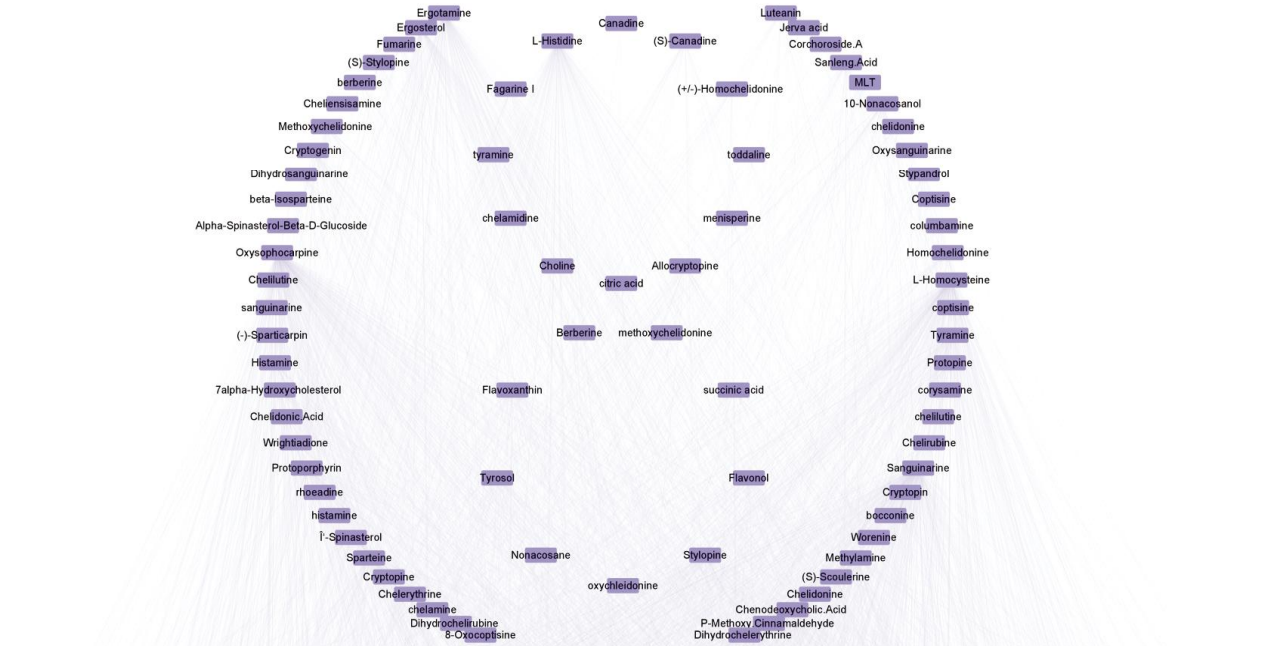 Ergotamine
Luteanin
Canadine
Ergosterol
Jerva acid
L-Histidine
(S)-Canadine
Fumarine
Corchoroside.A
(S)-Stylopine
Sanleng.Acid
berberine
MLT
Fagarine I
(+/-)-Homochelidonine
Cheliensisamine
10-Nonacosanol
Methoxychelidonine
chelidonine
Cryptogenin
Oxysanguinarine
tyramine
toddaline
Dihydrosanguinarine
Stypandrol
beta-Isosparteine
Coptisine
chelamidine
menisperine
Alpha-Spinasterol-Beta-D-Glucoside
columbamine
Oxysophocarpine
Homochelidonine
Choline
Allocryptopine
Chelilutine
citric acid
L-Homocysteine
sanguinarine
coptisine
Berberine
methoxychelidonine
(-)-Sparticarpin
Tyramine
Histamine
Protopine
7alpha-Hydroxycholesterol
Flavoxanthin
succinic acid
corysamine
Chelidonic.Acid
chelilutine
Wrightiadione
Chelirubine
Protoporphyrin
Sanguinarine
Tyrosol
Flavonol
rhoeadine
Cryptopin
histamine
bocconine
Î'-Spinasterol
Worenine
Sparteine
Nonacosane
Stylopine
Methylamine
Cryptopine
(S)-Scoulerine
oxychleidonine
Chelerythrine
Chelidonine
chelamine
Chenodeoxycholic.Acid
Dihydrochelirubine
P-Methoxy.Cinnamaldehyde
8-Oxocoptisine
Dihydrochelerythrine